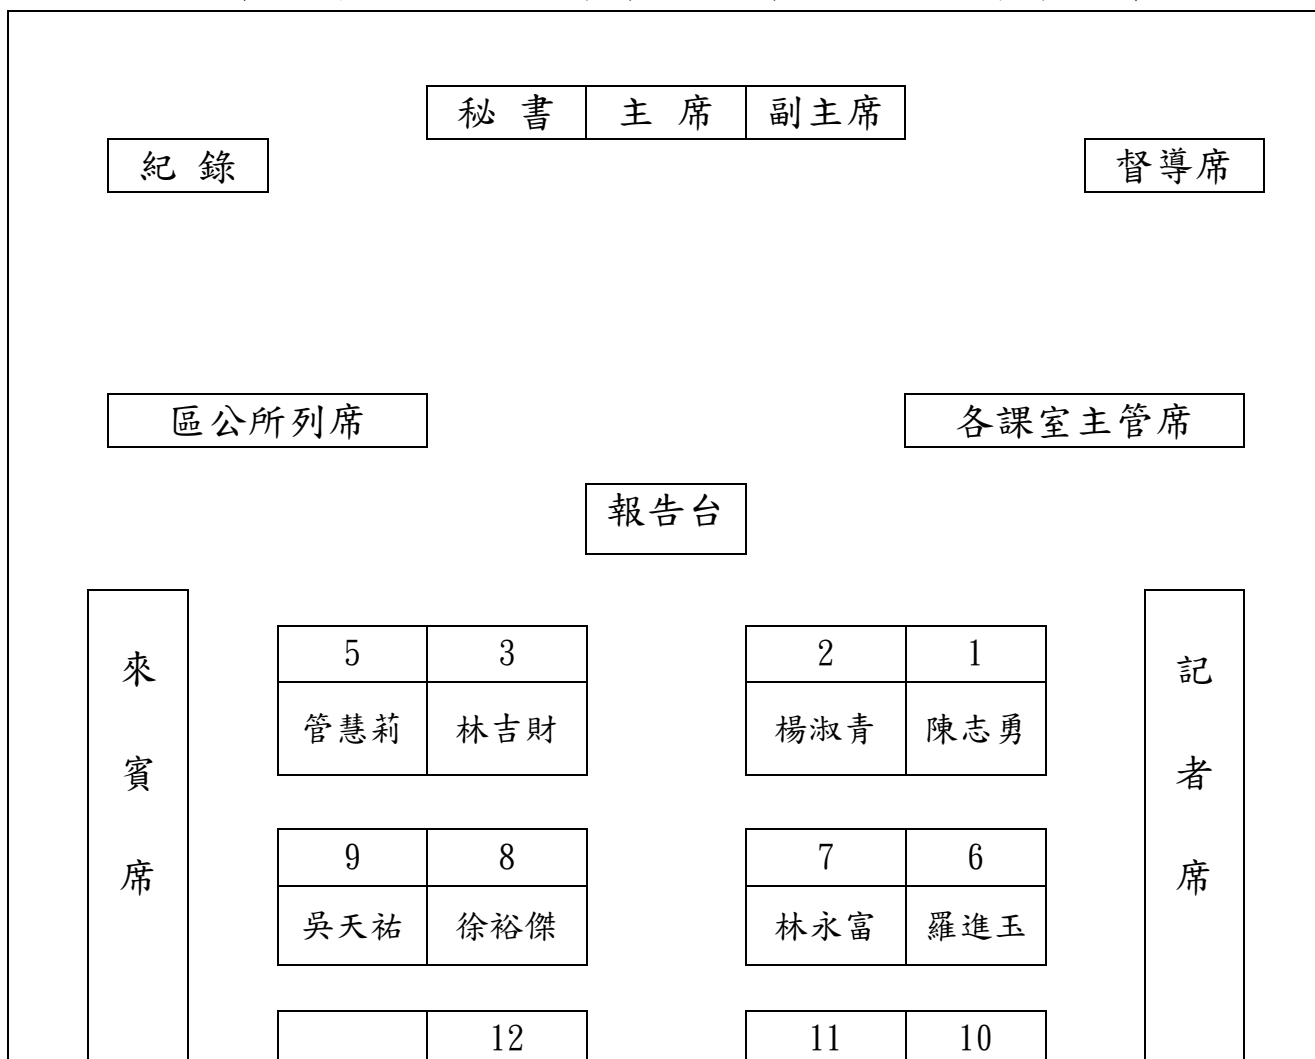 秘 書 主 席 副主席
紀 錄 督導席
區公所列席 各課室主管席
報告台
來賓席
記者席
5 3 2 1
管慧莉 林吉財 楊淑青 陳志勇
9 8 7 6
吳天祐 徐裕傑 林永富 羅進玉
12 11 10